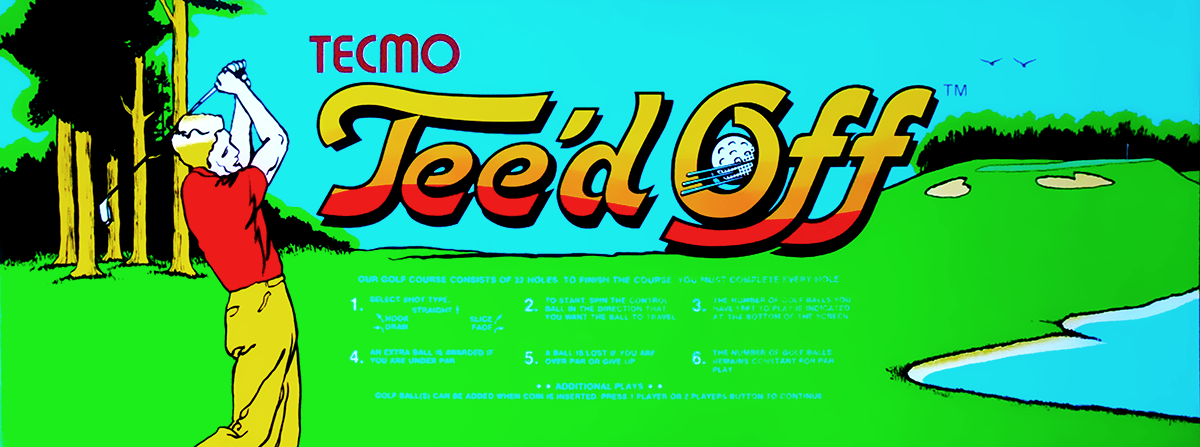 TECMO
Tee'd Off TM
OUR GOLF COURSE CONSISTS OF 32 HOLES. TO FINISH THE COURSE, YOU MUST COMPLETE EVERY HOLE
1. SELECT SHOT TYPE.
STRAIGHT
HOOK SLICE
DRAW FADE
2. TO START SPIN THE CONTROL
BALL IN THE DIRECTION THAT
YOU WANT THE BALL TO TRAVEL
3. THE NUMBER OF GOLF BALLS YOU
HAVE LEFT TO PLAY IS INDICATED
AT THE BOTTOM OF THE SCREEN
4. AN EXTRA BALL IS AWARDED IF
YOU ARE UNDER PAR
5. A BALL IS LOST IF YOU ARE
OVER PAR OR GIVE UP
6. THE NUMBER OF GOLF BALLS
REMAINS CONSTANT FOR PAR
PLAY
• • ADDITIONAL PLAYS • •
GOLF BALL(S) CAN BE ADDED WHEN COIN IS INSERTED. PRESS 1 PLAYER OR 2 PLAYERS BUTTON TO CONTINUE